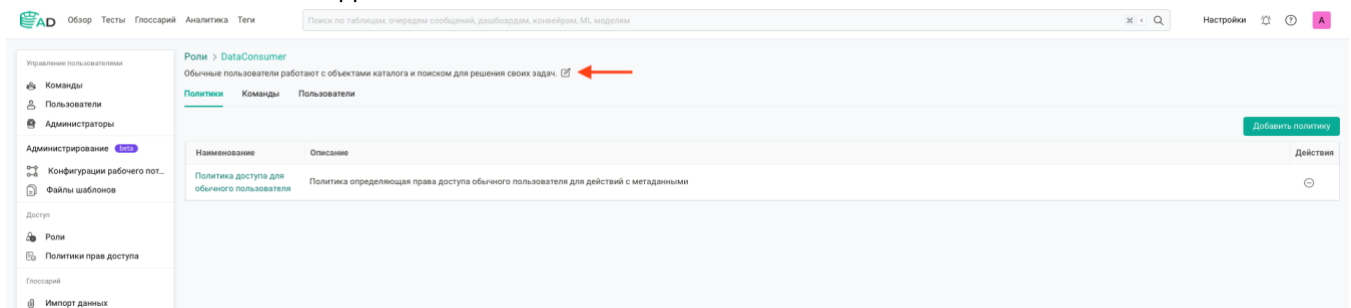 AD Обзор Тесты Глоссарий Аналитика Теги Поиск по таблицам, очередям сообщений, дашбоардам, конвейрам, ML моделям Настройки A
Управление пользователями
Команды
Пользователи
Администраторы
Администрирование beta
Конфигурации рабочего пот...
Файлы шаблонов
Доступ
Роли
Политики прав доступа
Глоссарий
Импорт данных
Роли > DataConsumer
Обычные пользователи работают с объектами каталога и поиском для решения своих задач.
Политики Команды Пользователи
Добавить политику
Наименование Описание Действия
Политика доступа для
обычного пользователя
Политика определяющая права доступа обычного пользователя для действий с метаданными